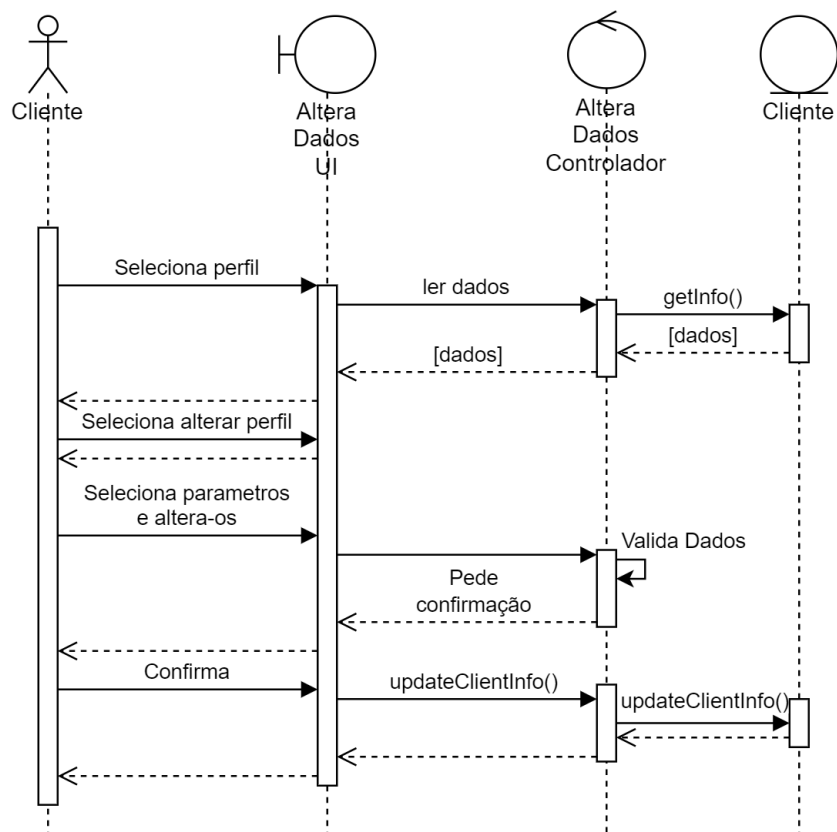 Cliente
Altera
Dados
UI
Altera
Dados
Controlador
Cliente
Seleciona perfil
ler dados
getInfo()
[dados]
[dados]
Seleciona alterar perfil
Seleciona parametros
e altera-os
Valida Dados
Pede
confirmação
Confirma
updateClientInfo()
updateClientInfo()